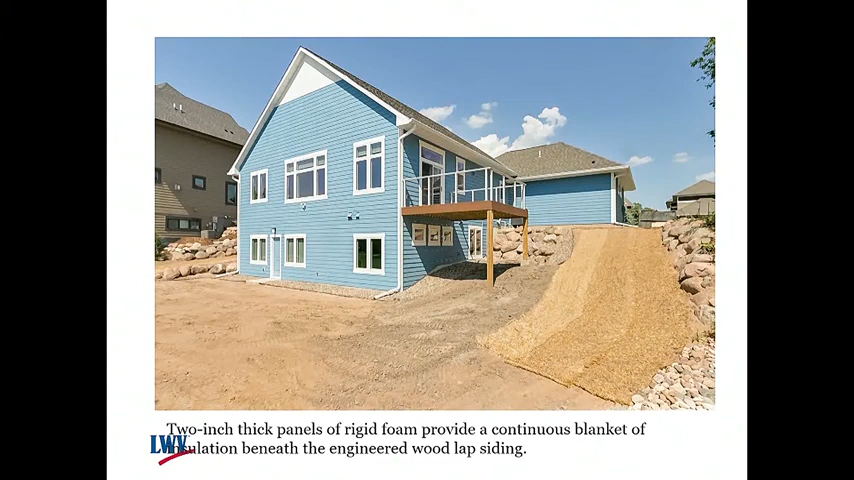 Two-inch thick panels of rigid foam provide a continuous blanket of
insulation beneath the engineered wood lap siding.
LWV